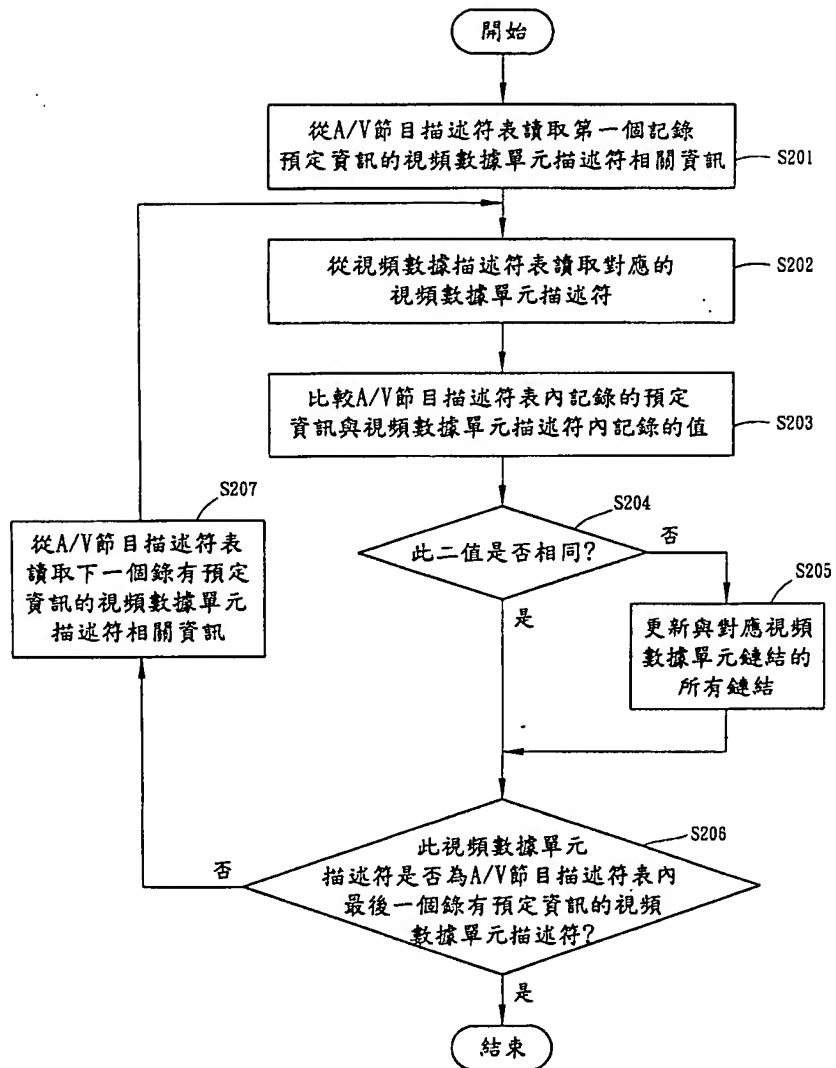 開始
從A/V節目描述符表讀取第一個記錄
預定資訊的視頻數據單元描述符相關資訊
S201
從視頻數據描述符表讀取對應的
視頻數據單元描述符
S202
比較A/V節目描述符表內記錄的預定
資訊與視頻數據單元描述符內記錄的值
S203
S204
此二值是否相同?
否
是
S205
更新與對應視頻
數據單元鏈結的
所有鏈結
S207
從A/V節目描述符表
讀取下一個錄有預定
資訊的視頻數據單元
描述符相關資訊
S206
此視頻數據單元
描述符是否為A/V節目描述符表內
最後一個錄有預定資訊的視頻
數據單元描述符?
否
是
結束